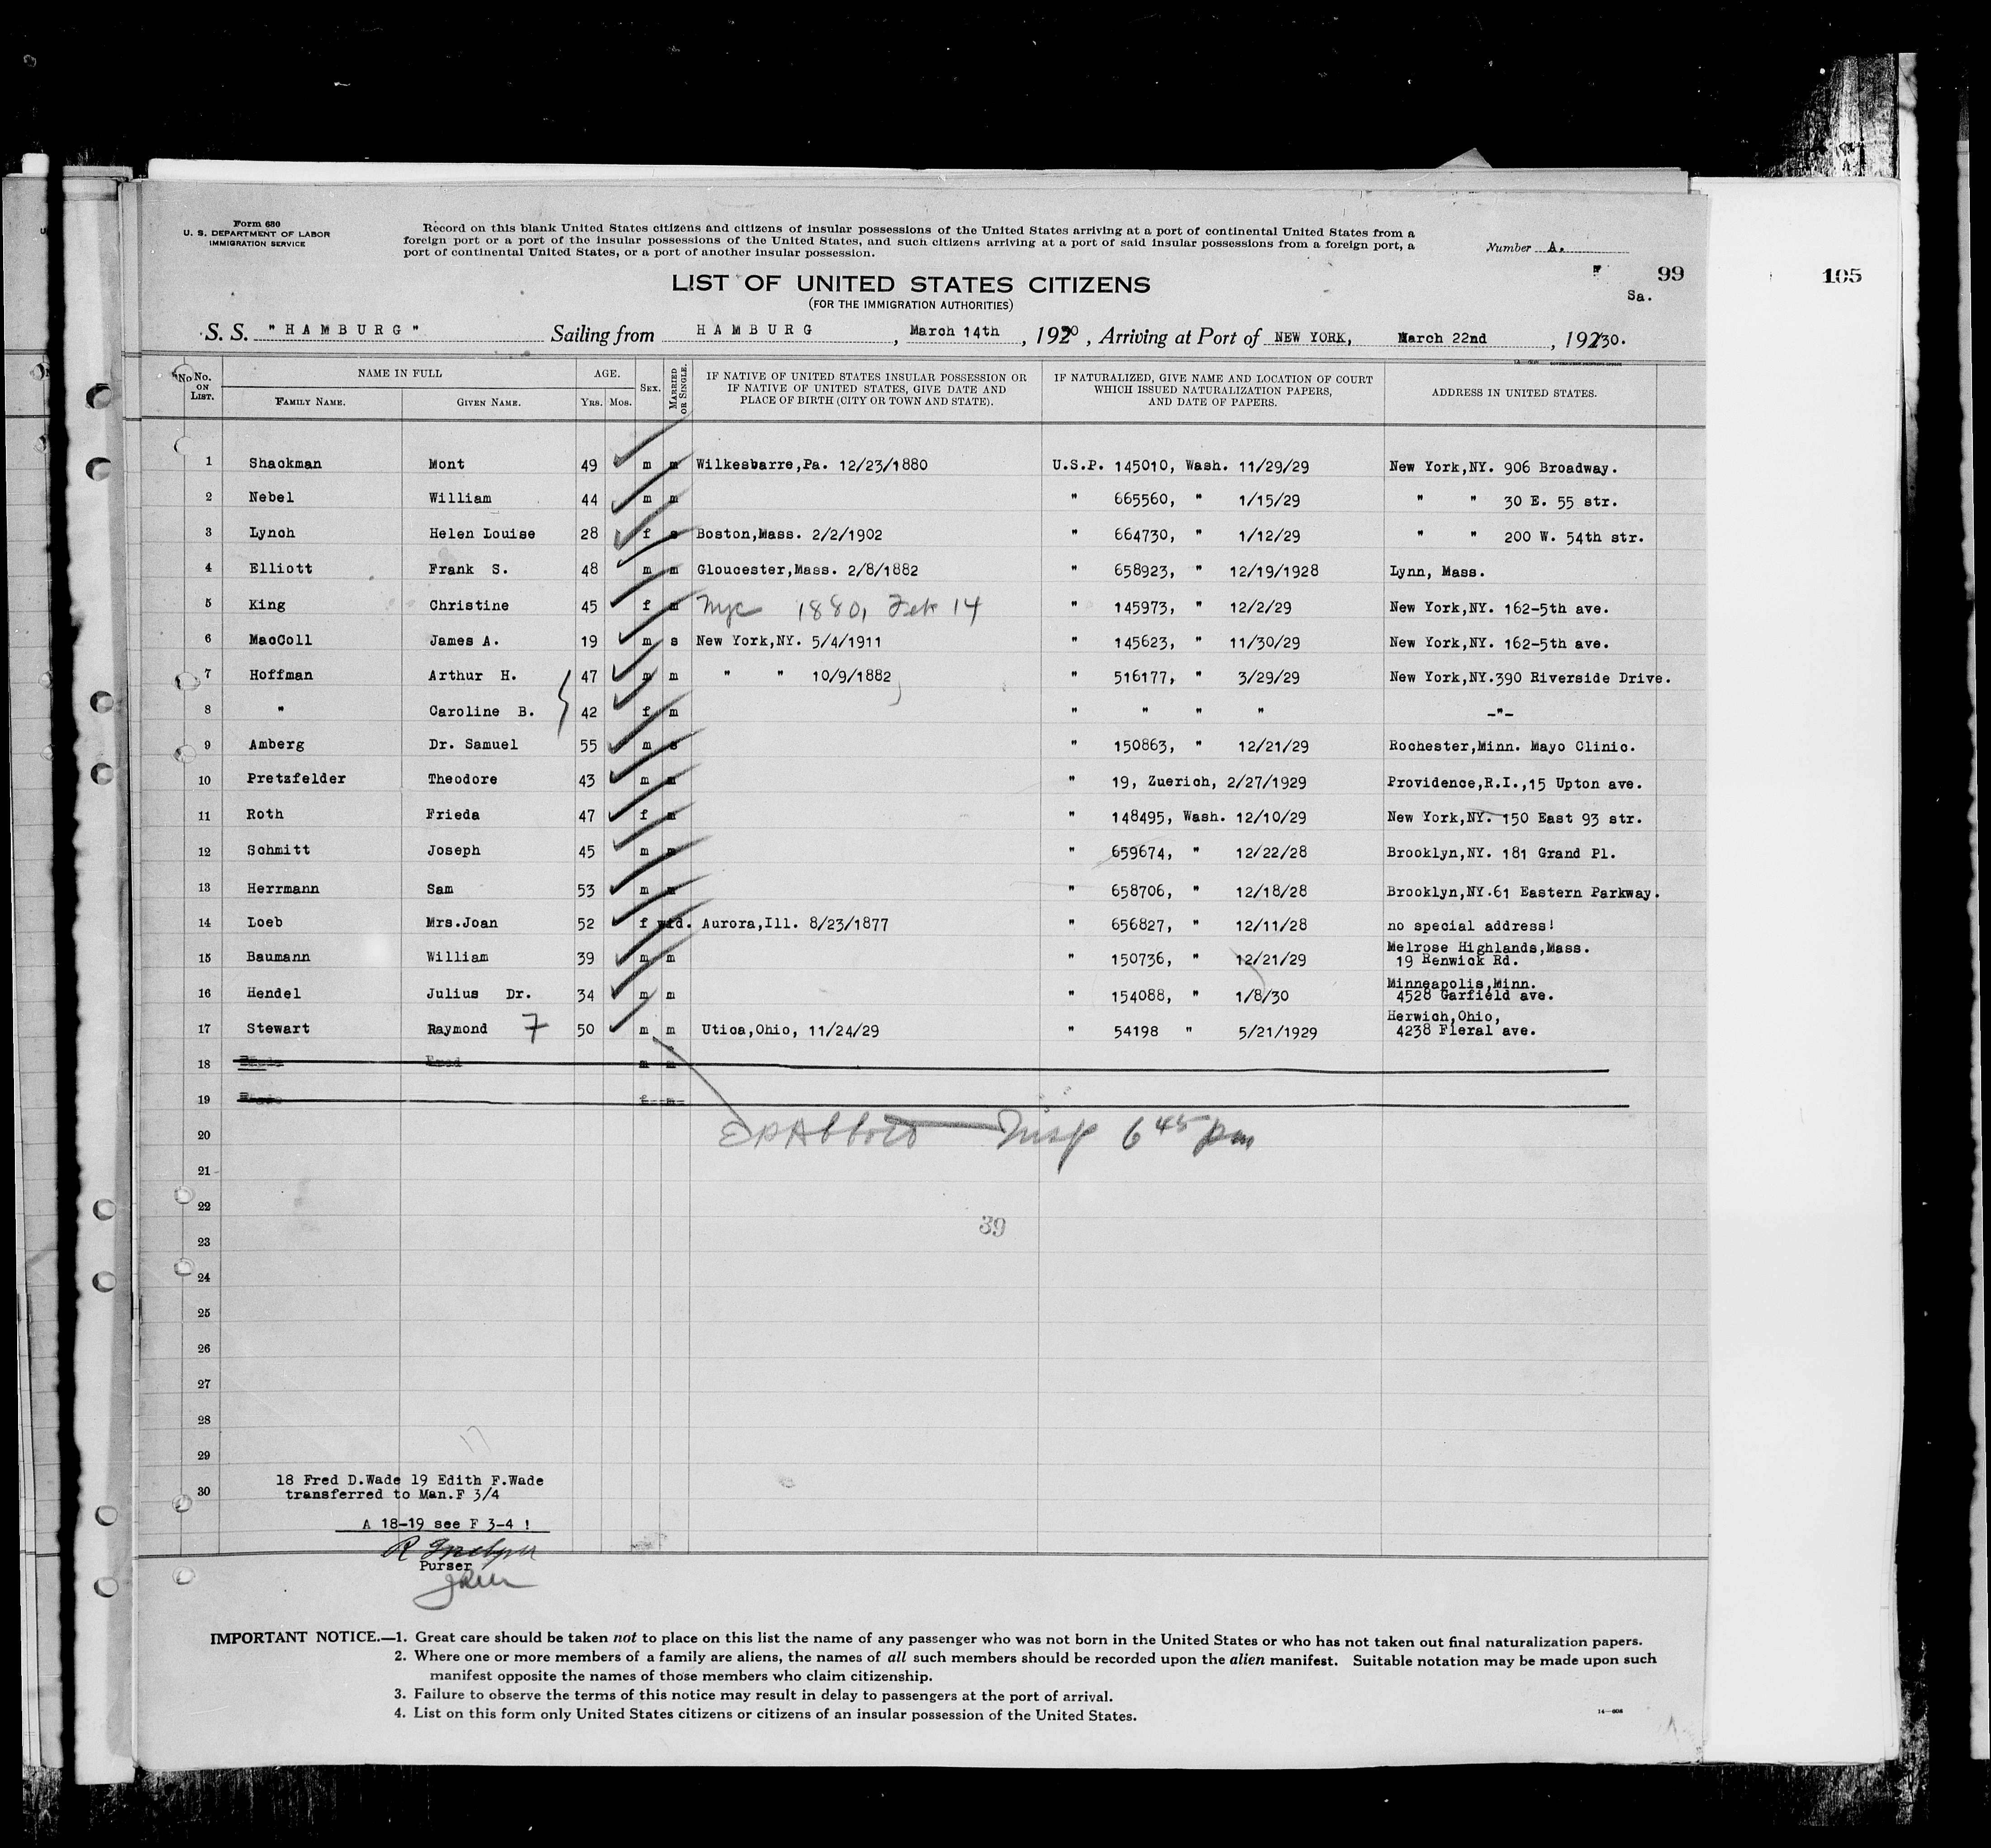 Form 630
U. S. DEPARTMENT OF LABOR
IMMIGRATION SERVICE
Record on this blank United States citizens and citizens of insular possessions of the United States arriving at a port of continental United States from a
foreign port or a port of the insular possessions of the United States, and such citizens arriving at a port of said insular possessions from a foreign port, a
port of continental United States, or a port of another insular possession.
Number A.
99
105
Sa.
LIST OF UNITED STATES CITIZENS
(FOR THE IMMIGRATION AUTHORITIES)
S. S. "HAMBURG" Sailing from HAMBURG, March 14th, 1930, Arriving at Port of NEW YORK, March 22nd, 1930.
No. ON LIST. NAME IN FULL FAMILY NAME. GIVEN NAME. AGE. YRS. MOS. SEX. MARRIED OR SINGLE. IF NATIVE OF UNITED STATES INSULAR POSSESSION OR IF NATIVE OF UNITED STATES, GIVE DATE AND PLACE OF BIRTH (CITY OR TOWN AND STATE). IF NATURALIZED, GIVE NAME AND LOCATION OF COURT WHICH ISSUED NATURALIZATION PAPERS, AND DATE OF PAPERS. ADDRESS IN UNITED STATES.
1 Shackman Mont 49 m m Wilkesbarre,Pa. 12/23/1880 U.S.P. 145010, Wash. 11/29/29 New York,NY. 906 Broadway.
2 Nebel William 44 m m " 665560, " 1/15/29 " " 30 E. 55 str.
3 Lynch Helen Louise 28 f s Boston,Mass. 2/2/1902 " 664730, " 1/12/29 " " 200 W. 54th str.
4 Elliott Frank S. 48 m m Gloucester,Mass. 2/8/1882 " 658923, " 12/19/1928 Lynn, Mass.
5 King Christine 45 f m Nyc 1880, Feb 14 " 145973, " 12/2/29 New York,NY. 162-5th ave.
6 MacColl James A. 19 m s New York,NY. 5/4/1911 " 145623, " 11/30/29 New York,NY. 162-5th ave.
7 Hoffman Arthur H. 47 m m " " 10/9/1882 " 516177, " 3/29/29 New York,NY.390 Riverside Drive.
8 " Caroline B. 42 f m " " " " -"-
9 Amberg Dr. Samuel 55 m s " 150863, " 12/21/29 Rochester,Minn. Mayo Clinic.
10 Pretzfelder Theodore 43 m m " 19, Zuerich, 2/27/1929 Providence,R.I.,15 Upton ave.
11 Roth Frieda 47 f m " 148495, Wash. 12/10/29 New York,NY. 150 East 93 str.
12 Schmitt Joseph 45 m m " 659674, " 12/22/28 Brooklyn,NY. 181 Grand Pl.
13 Herrmann Sam 53 m m " 658706, " 12/18/28 Brooklyn,NY.61 Eastern Parkway.
14 Loeb Mrs.Joan 52 f wid. Aurora,Ill. 8/23/1877 " 656827, " 12/11/28 no special address!
15 Baumann William 39 m m " 150736, " 12/21/29 Melrose Highlands,Mass. 19 Renwick Rd.
16 Hendel Julius Dr. 34 m m " 154088, " 1/8/30 Minneapolis,Minn. 4528 Garfield ave.
17 Stewart Raymond 7 50 m m Utica,Ohio, 11/24/29 " 54198 " 5/21/1929 Herwich,Ohio, 4238 Fleral ave.
18 Fred m m
19 f m
20 EPAbbott Insp 6 45 pm
21
22
23 39
24
25
26
27
28
29
30
17
18 Fred D.Wade 19 Edith F.Wade
transferred to Man.F 3/4
A 18-19 see F 3-4 !
Purser
IMPORTANT NOTICE.—1. Great care should be taken not to place on this list the name of any passenger who was not born in the United States or who has not taken out final naturalization papers.
2. Where one or more members of a family are aliens, the names of all such members should be recorded upon the alien manifest. Suitable notation may be made upon such
manifest opposite the names of those members who claim citizenship.
3. Failure to observe the terms of this notice may result in delay to passengers at the port of arrival.
4. List on this form only United States citizens or citizens of an insular possession of the United States.
14—608